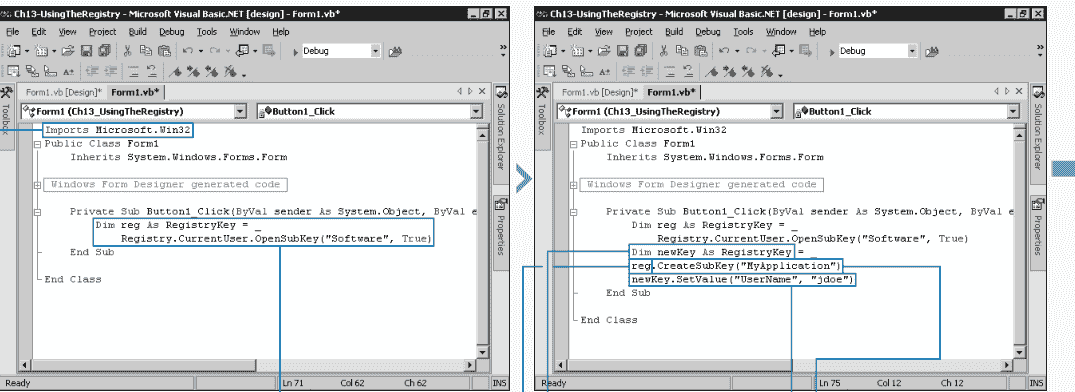 Ch13-UsingTheRegistry - Microsoft Visual Basic.NET [design] - Form1.vb*
File Edit View Project Build Debug Tools Window Help
Debug
Form1.vb [Design]* Form1.vb*
Toolbox
Form1 (Ch13_UsingTheRegistry) Button1_Click
Imports Microsoft.Win32
Public Class Form1
Inherits System.Windows.Forms.Form
Windows Form Designer generated code
Private Sub Button1_Click(ByVal sender As System.Object, ByVal e
Dim reg As RegistryKey = _
Registry.CurrentUser.OpenSubKey("Software", True)
End Sub
End Class
Solution Explorer
Properties
Ready Ln 71 Col 62 Ch 62 INS
Ch13-UsingTheRegistry - Microsoft Visual Basic.NET [design] - Form1.vb*
File Edit View Project Build Debug Tools Window Help
Debug
Form1.vb [Design]* Form1.vb*
Toolbox
Form1 (Ch13_UsingTheRegistry) Button1_Click
Imports Microsoft.Win32
Public Class Form1
Inherits System.Windows.Forms.Form
Windows Form Designer generated code
Private Sub Button1_Click(ByVal sender As System.Object, ByVal e
Dim reg As RegistryKey = _
Registry.CurrentUser.OpenSubKey("Software", True)
Dim newKey As RegistryKey = _
reg.CreateSubKey("MyApplication")
newKey.SetValue("UserName", "jdoe")
End Sub
End Class
Solution Explorer
Properties
Ready Ln 75 Col 12 Ch 12 INS